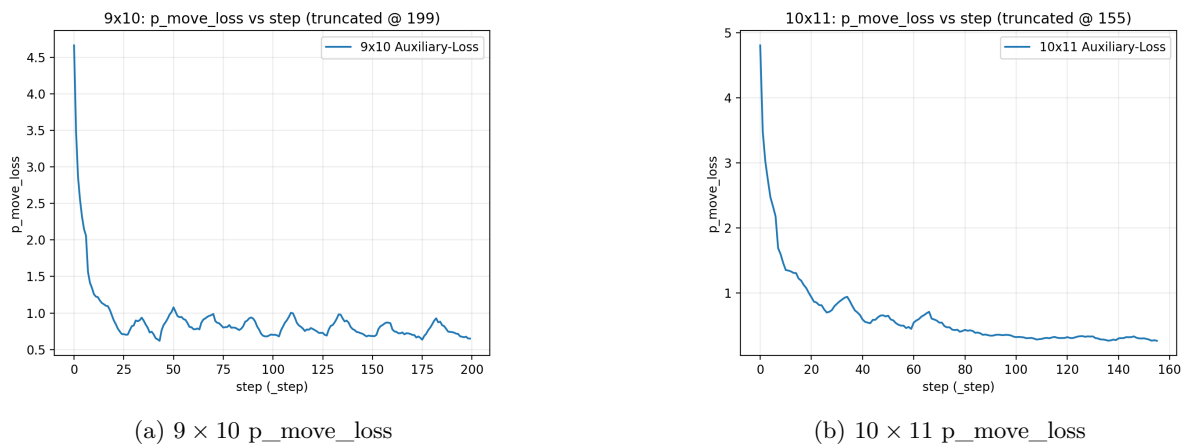 9x10: p_move_loss vs step (truncated @ 199)
9x10 Auxiliary-Loss
p_move_loss
4.5
4.0
3.5
3.0
2.5
2.0
1.5
1.0
0.5
0 25 50 75 100 125 150 175 200
step (_step)
(a) 9 × 10 p_move_loss
10x11: p_move_loss vs step (truncated @ 155)
10x11 Auxiliary-Loss
p_move_loss
5
4
3
2
1
0 20 40 60 80 100 120 140 160
step (_step)
(b) 10 × 11 p_move_loss